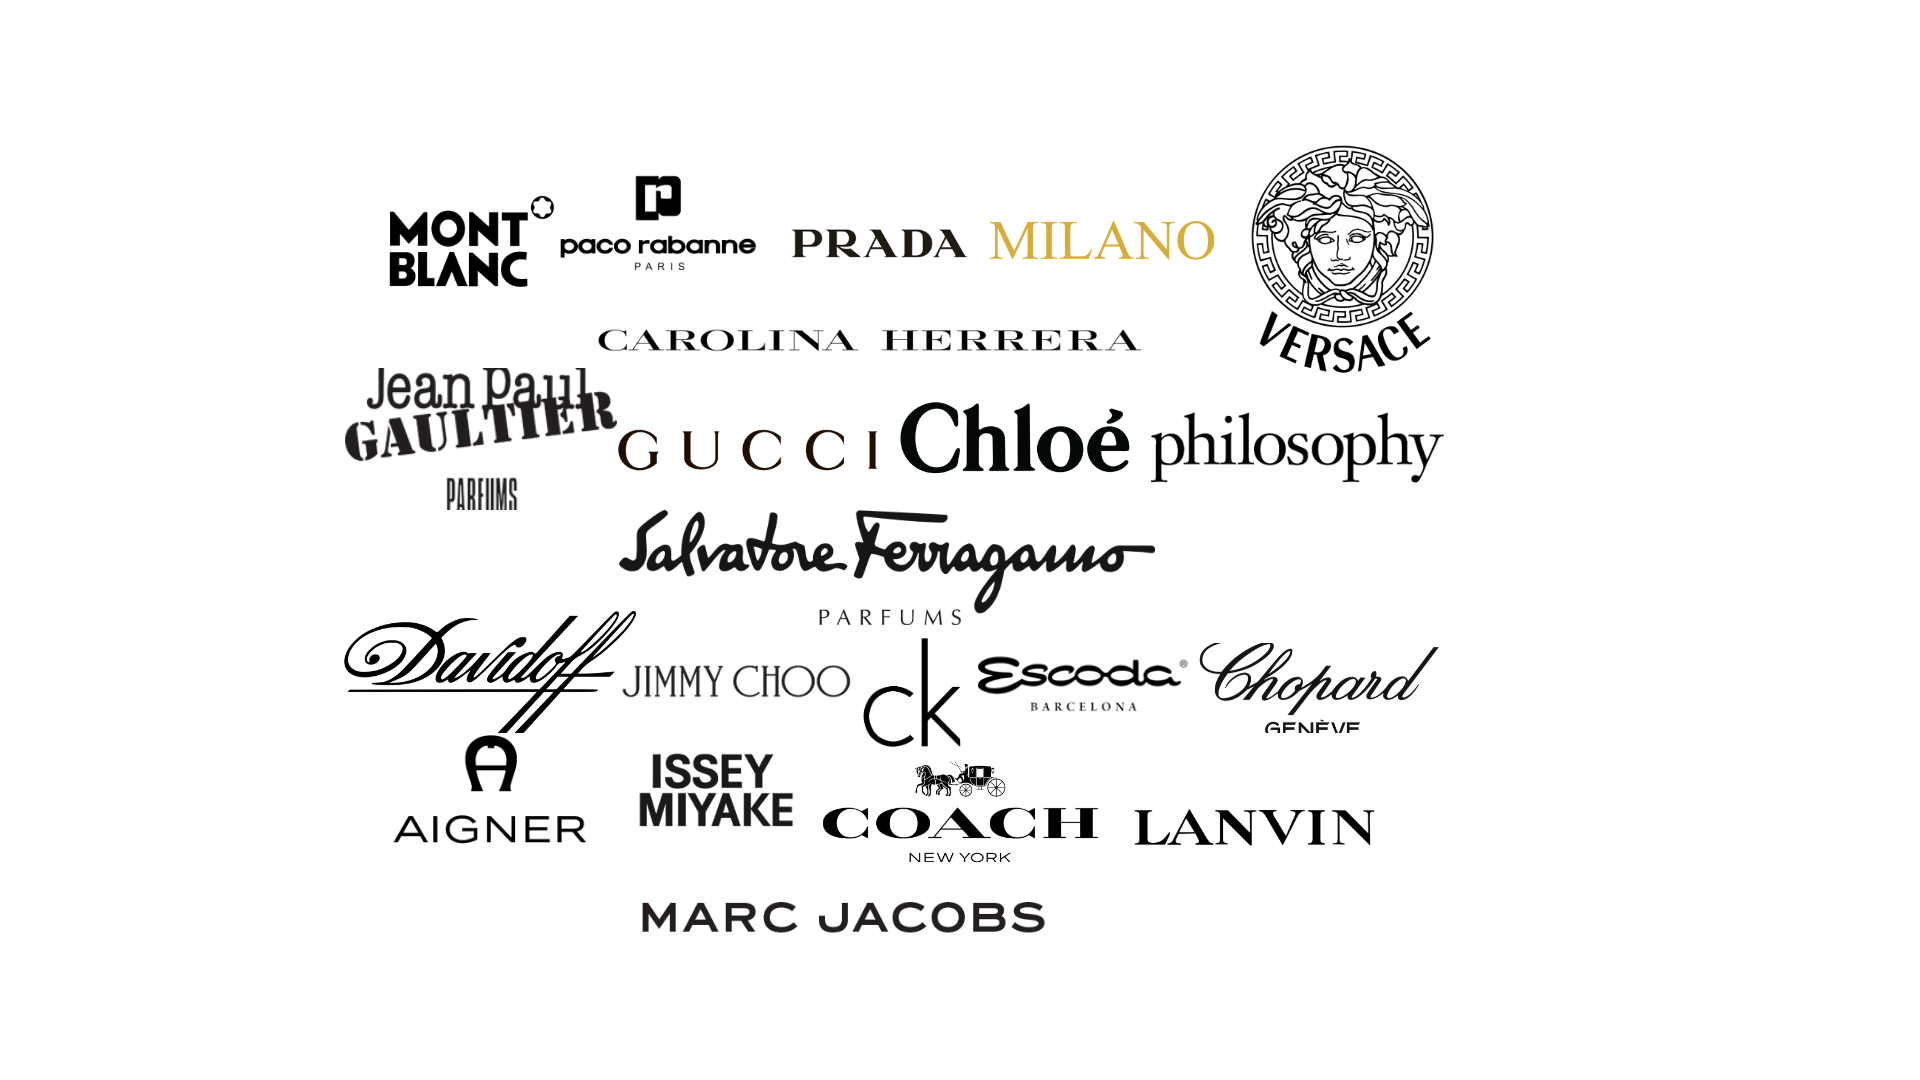 MONT
BLANC
paco rabanne
PARIS
PRADA MILANO
VERSACE
CAROLINA HERRERA
Jean Paul
GAULTIER
PARFUMS
GUCCI
Chloé
philosophy
Salvatore Ferragamo
PARFUMS
Davidoff
JIMMY CHOO
ck
Escoda®
BARCELONA
Chopard
GENÈVE
A
AIGNER
ISSEY
MIYAKE
COACH
NEW YORK
LANVIN
MARC JACOBS